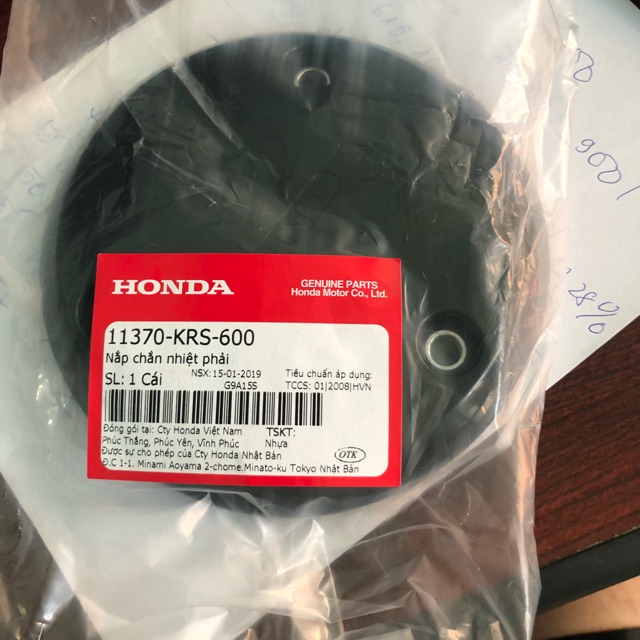 HONDA
GENUINE PARTS
Honda Motor Co., Ltd.
11370-KRS-600
Nắp chắn nhiệt phải
SL: 1 Cái
NSX: 15-01-2019
G9A15S
Tiêu chuẩn áp dụng:
TCCS: 01|2008|HVN
Đóng gói tại: Cty Honda Việt Nam
Phúc Thắng, Phúc Yên, Vĩnh Phúc
TSKT:
Nhựa
Được sự cho phép của Cty Honda Nhật Bản
Đ.C 1-1, Minami Aoyama 2-chome.Minato-ku Tokyo Nhật Bản
OTK
900